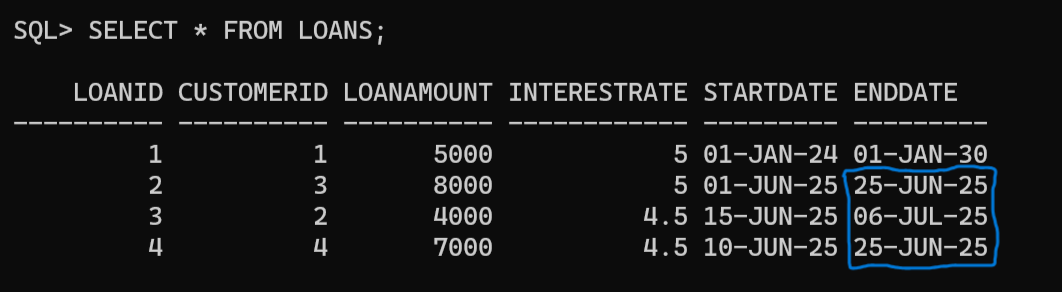 SQL> SELECT * FROM LOANS;
LOANID CUSTOMERID LOANAMOUNT INTERESTRATE STARTDATE ENDDATE
---------- ---------- ---------- ------------ --------- ---------
1 1 5000 5 01-JAN-24 01-JAN-30
2 3 8000 5 01-JUN-25 25-JUN-25
3 2 4000 4.5 15-JUN-25 06-JUL-25
4 4 7000 4.5 10-JUN-25 25-JUN-25